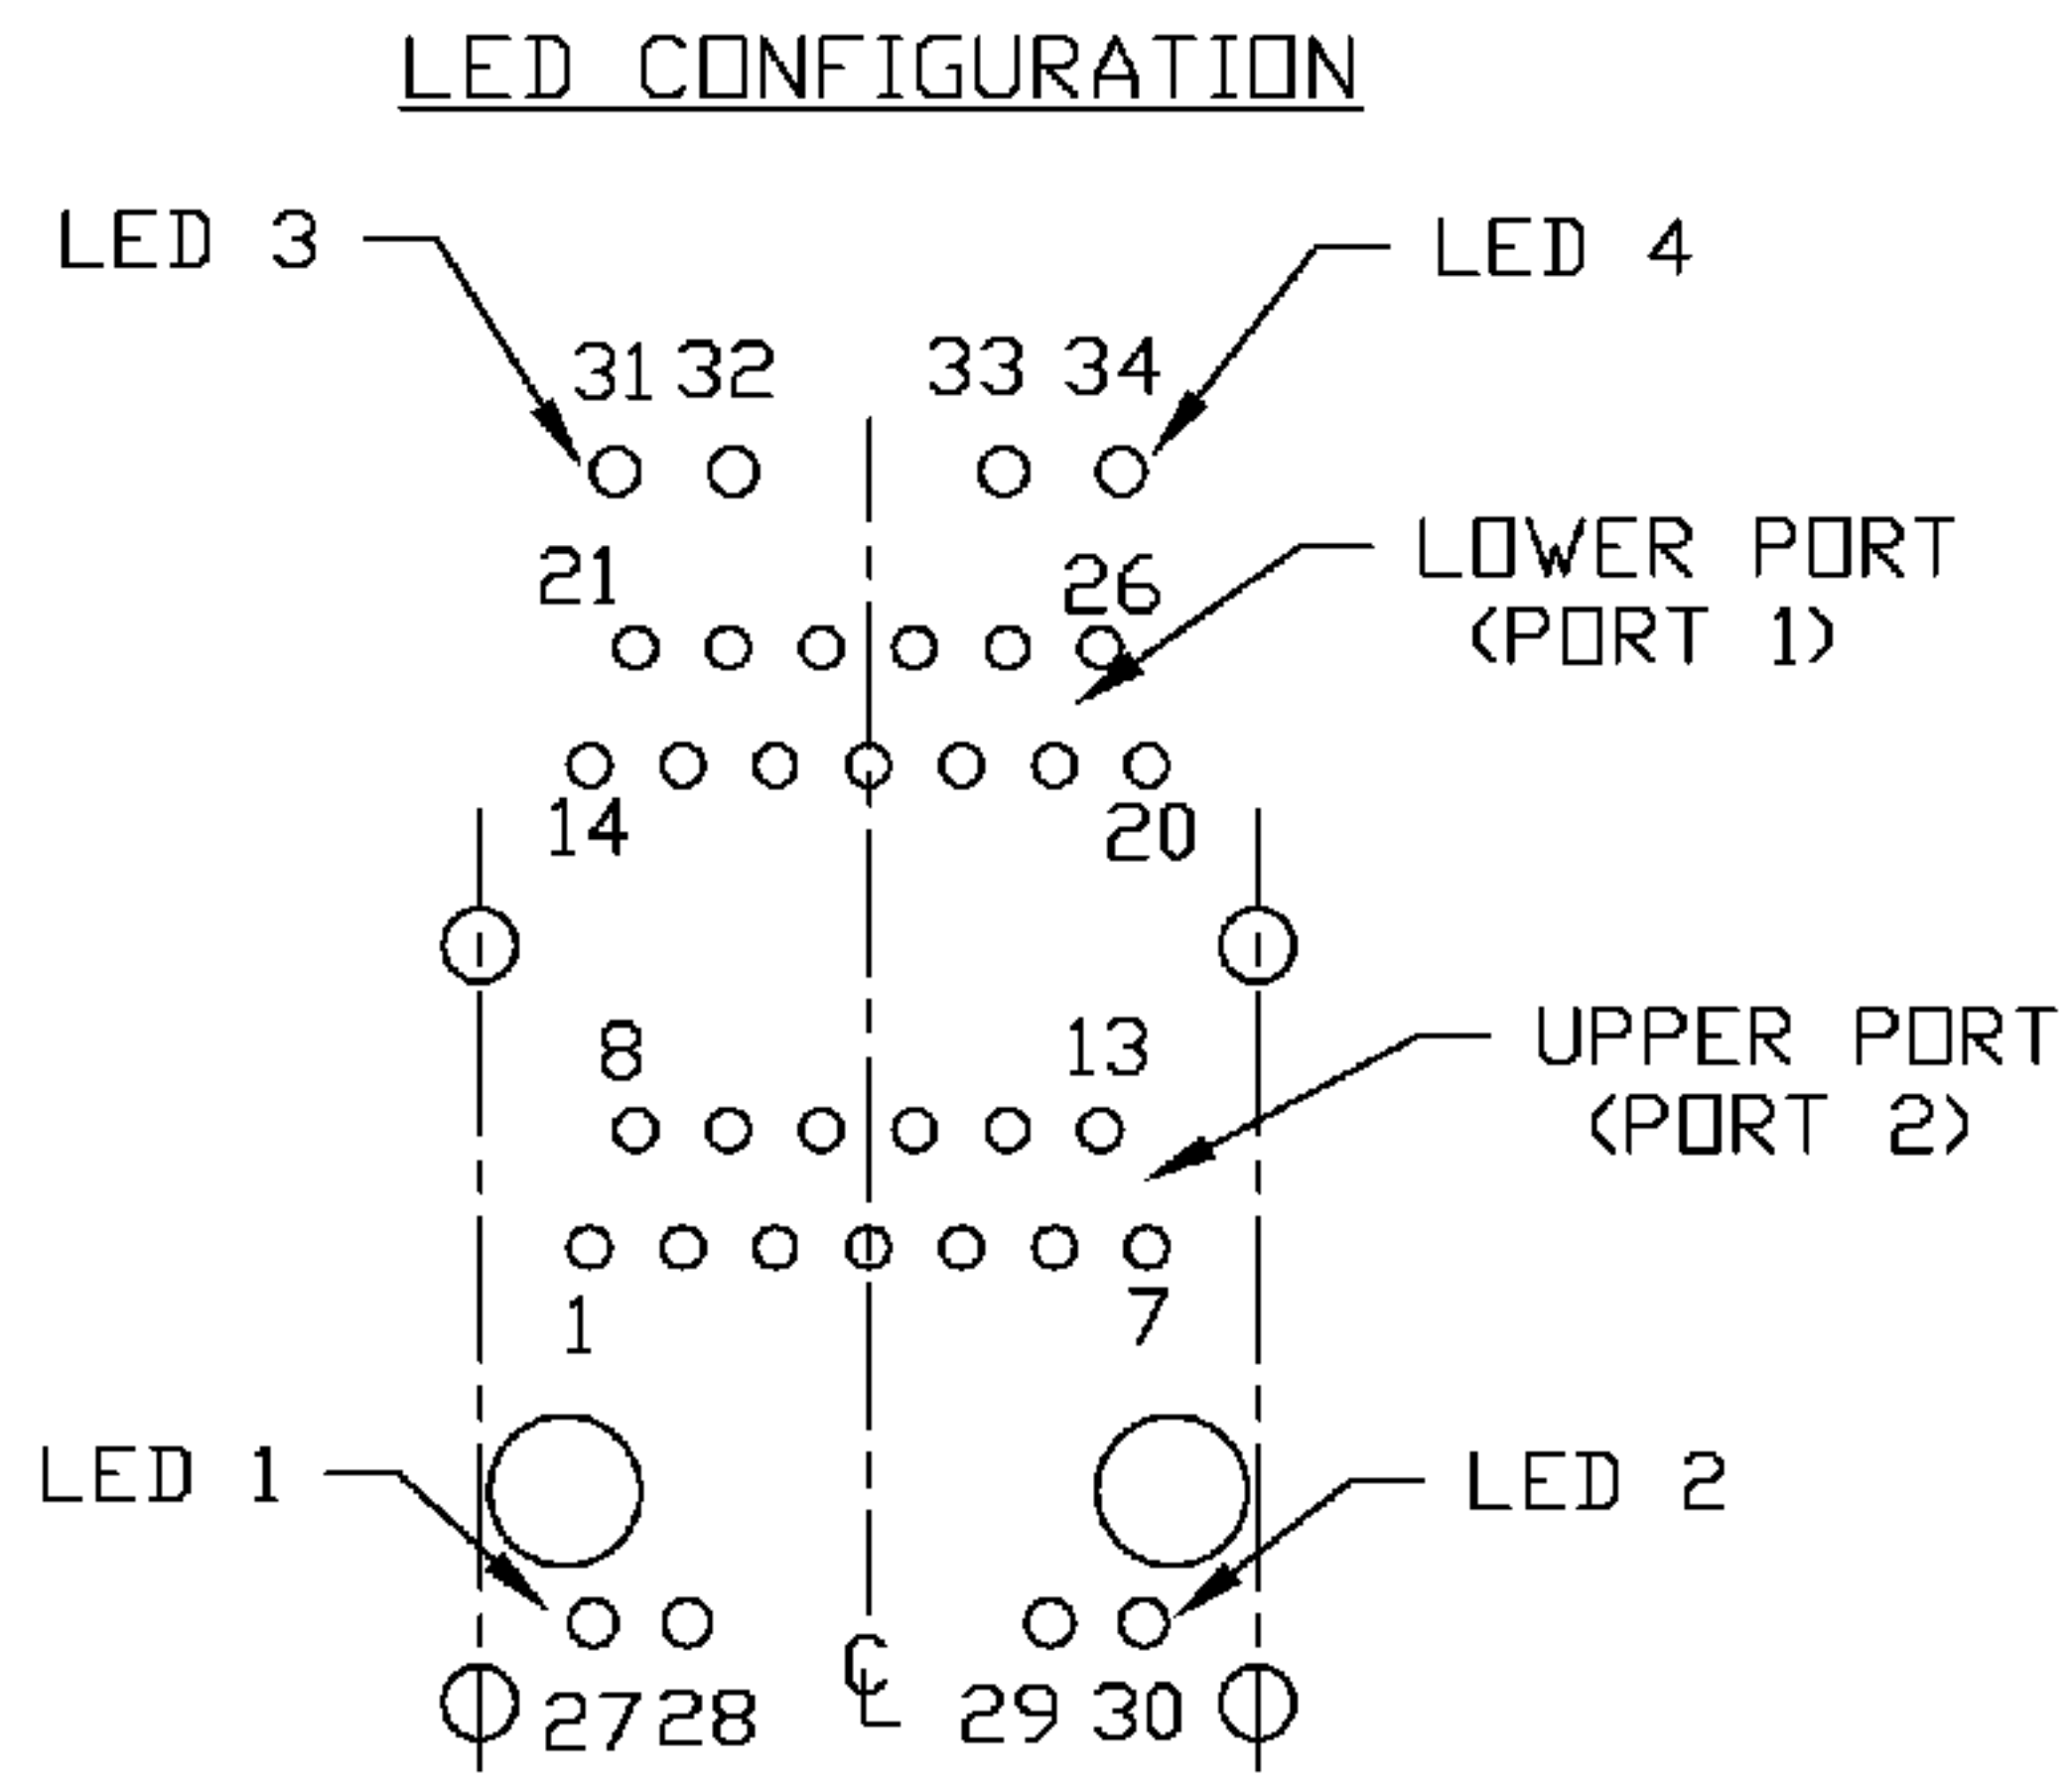 LED CONFIGURATION
LED 3
LED 4
31 32 33 34
21 26
LOWER PORT
(PORT 1)
14 20
8 13
UPPER PORT
(PORT 2)
1 7
LED 1
LED 2
CL
27 28 29 30